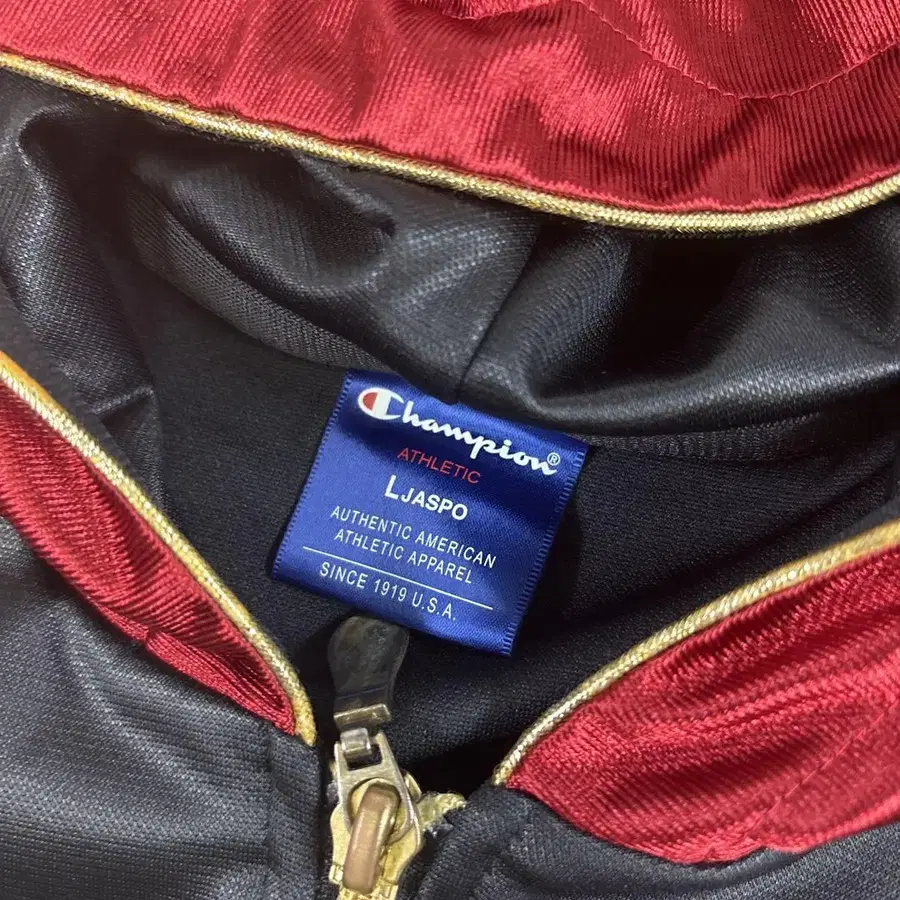 Champion®
ATHLETIC
L JASPO
AUTHENTIC AMERICAN
ATHLETIC APPAREL
SINCE 1919 U.S.A.